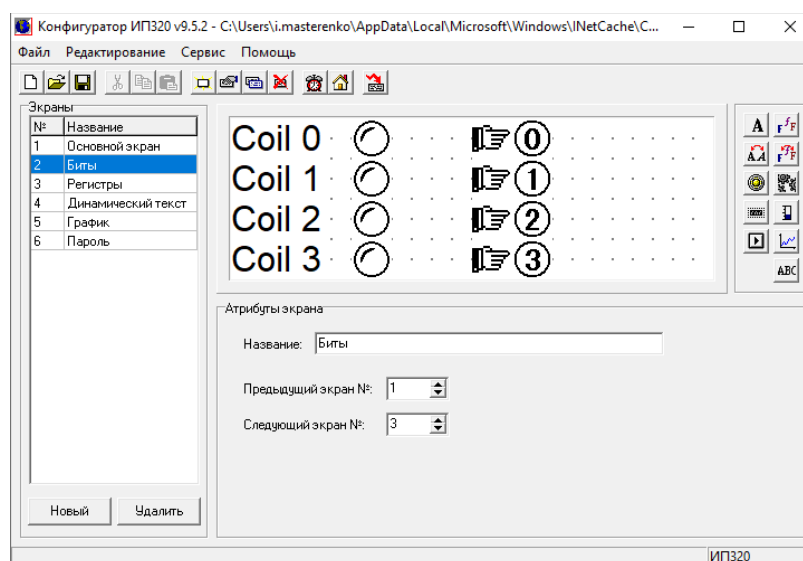 Конфигуратор ИП320 v9.5.2 - C:\Users\i.masterenko\AppData\Local\Microsoft\Windows\INetCache\C...
Файл Редактирование Сервис Помощь
Экраны
№ Название
1 Основной экран
2 Биты
3 Регистры
4 Динамический текст
5 График
6 Пароль
Новый Удалить
Coil 0 0
Coil 1 1
Coil 2 2
Coil 3 3
A FfF
AA FF
ABC
Атрибуты экрана
Название: Биты
Предыдущий экран №: 1
Следующий экран №: 3
ИП320